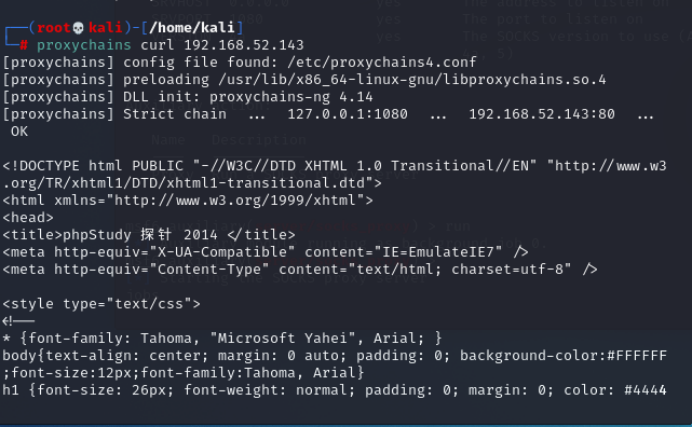 ┌──(root💀kali)-[/home/kali]
└─# proxychains curl 192.168.52.143
[proxychains] config file found: /etc/proxychains4.conf
[proxychains] preloading /usr/lib/x86_64-linux-gnu/libproxychains.so.4
[proxychains] DLL init: proxychains-ng 4.14
[proxychains] Strict chain  ...  127.0.0.1:1080  ...  192.168.52.143:80  ...
 OK

<!DOCTYPE html PUBLIC "-//W3C//DTD XHTML 1.0 Transitional//EN" "http://www.w3
.org/TR/xhtml1/DTD/xhtml1-transitional.dtd">
<html xmlns="http://www.w3.org/1999/xhtml">
<head>
<title>phpStudy 探针 2014 </title>
<meta http-equiv="X-UA-Compatible" content="IE=EmulateIE7" />
<meta http-equiv="Content-Type" content="text/html; charset=utf-8" />

<style type="text/css">
<!--
* {font-family: Tahoma, "Microsoft Yahei", Arial; }
body{text-align: center; margin: 0 auto; padding: 0; background-color:#FFFFFF
;font-size:12px;font-family:Tahoma, Arial}
h1 {font-size: 26px; font-weight: normal; padding: 0; margin: 0; color: #4444